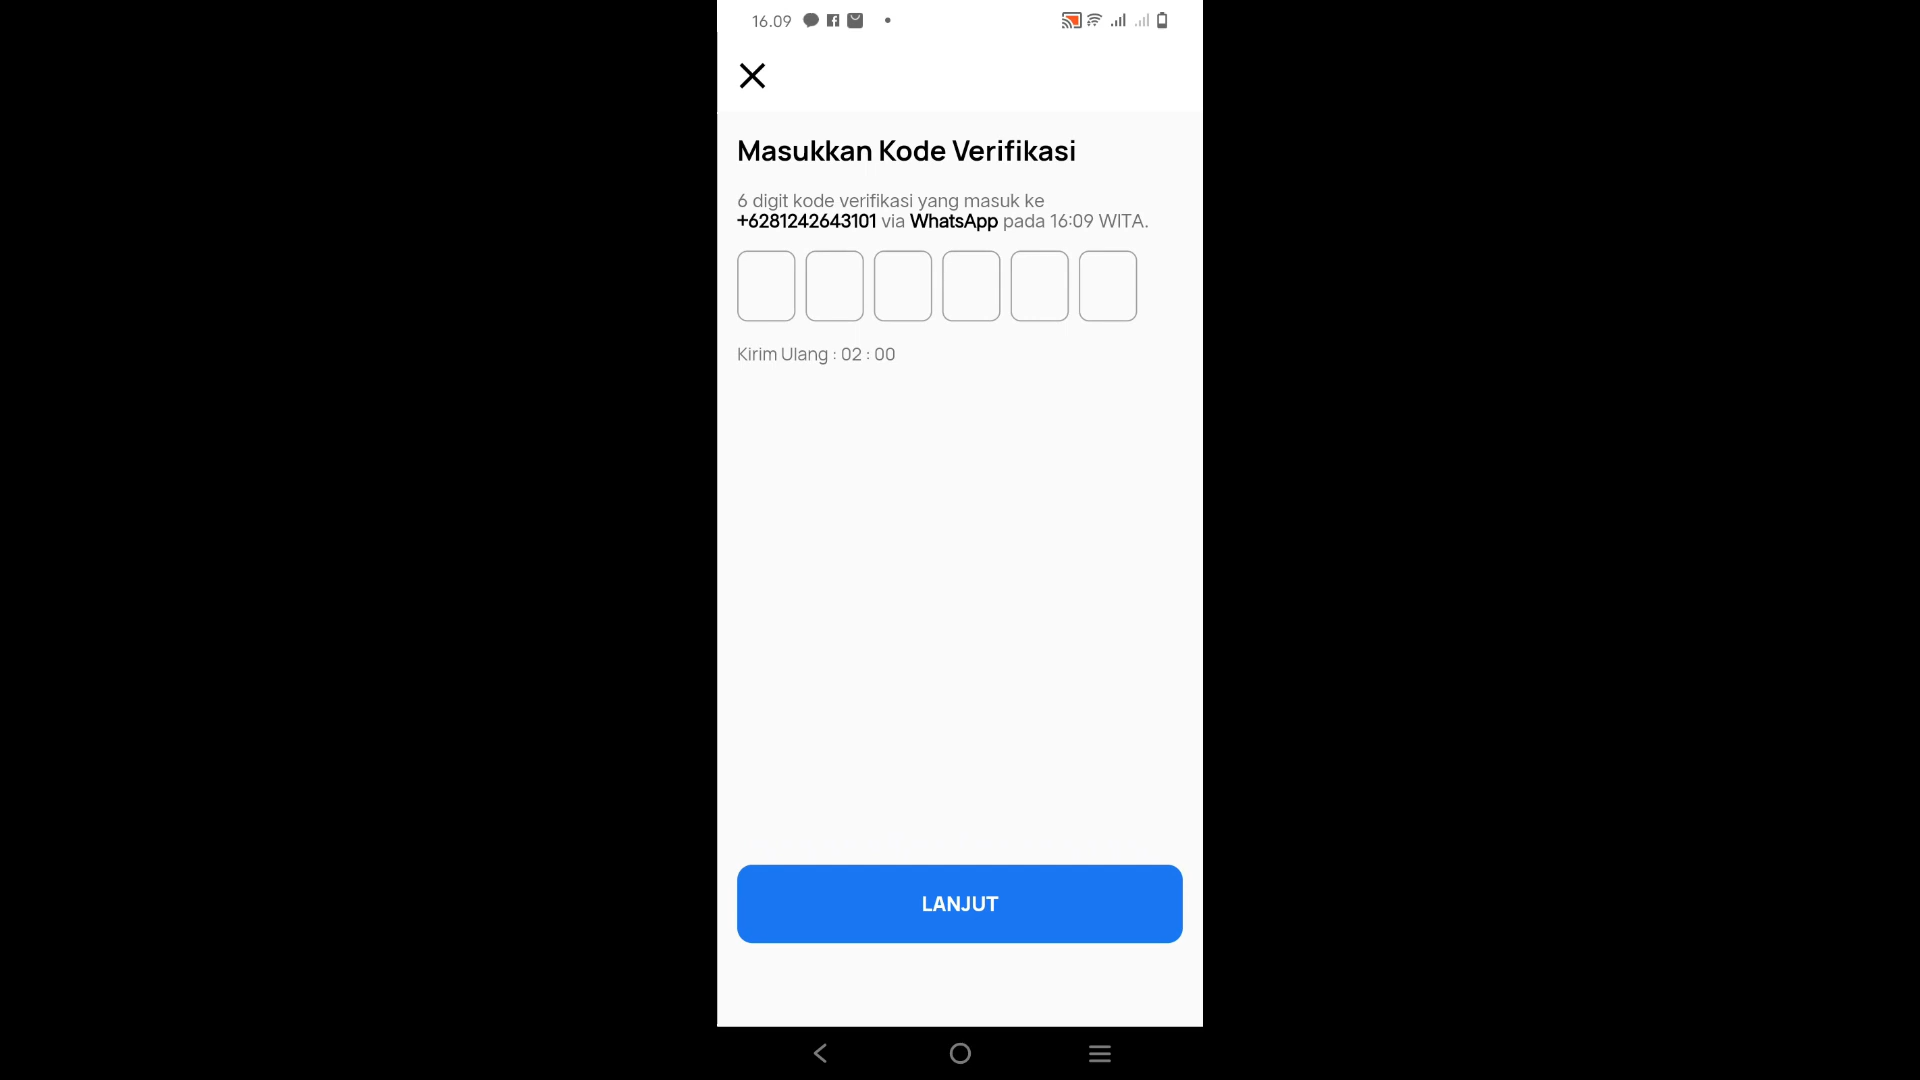 16.09
Masukkan Kode Verifikasi
6 digit kode verifikasi yang masuk ke
+6281242643101 via WhatsApp pada 16:09 WITA.
Kirim Ulang : 02 : 00
LANJUT